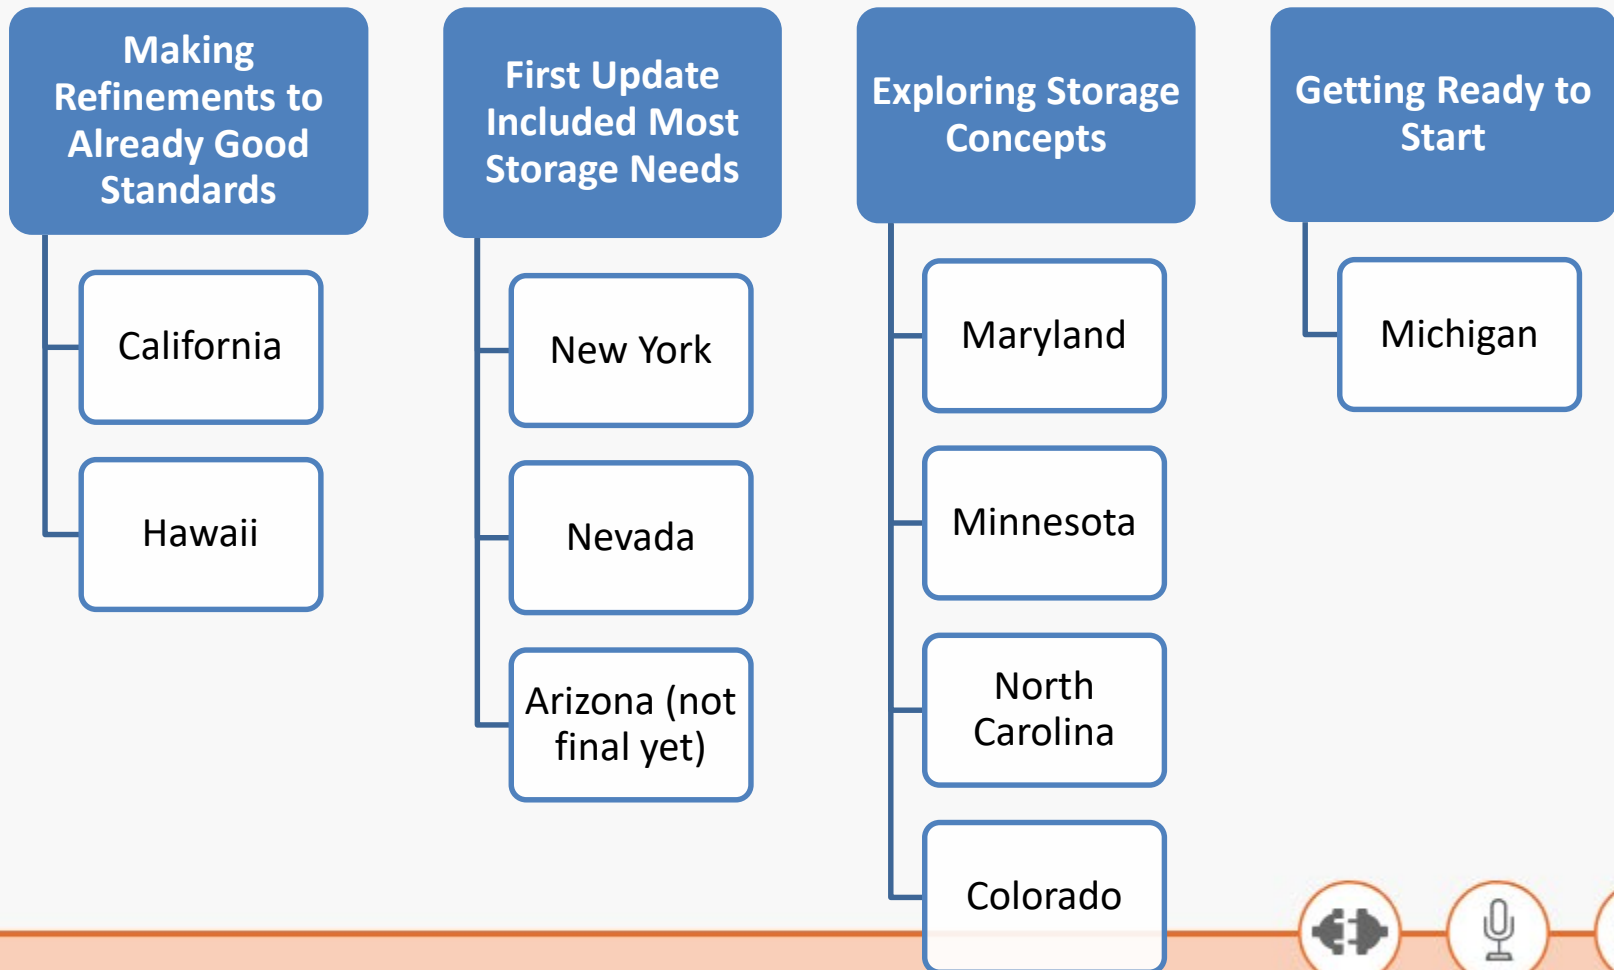 Making
Refinements to
Already Good
Standards
California
Hawaii
First Update
Included Most
Storage Needs
New York
Nevada
Arizona (not
final yet)
Exploring Storage
Concepts
Maryland
Minnesota
North
Carolina
Colorado
Getting Ready to
Start
Michigan